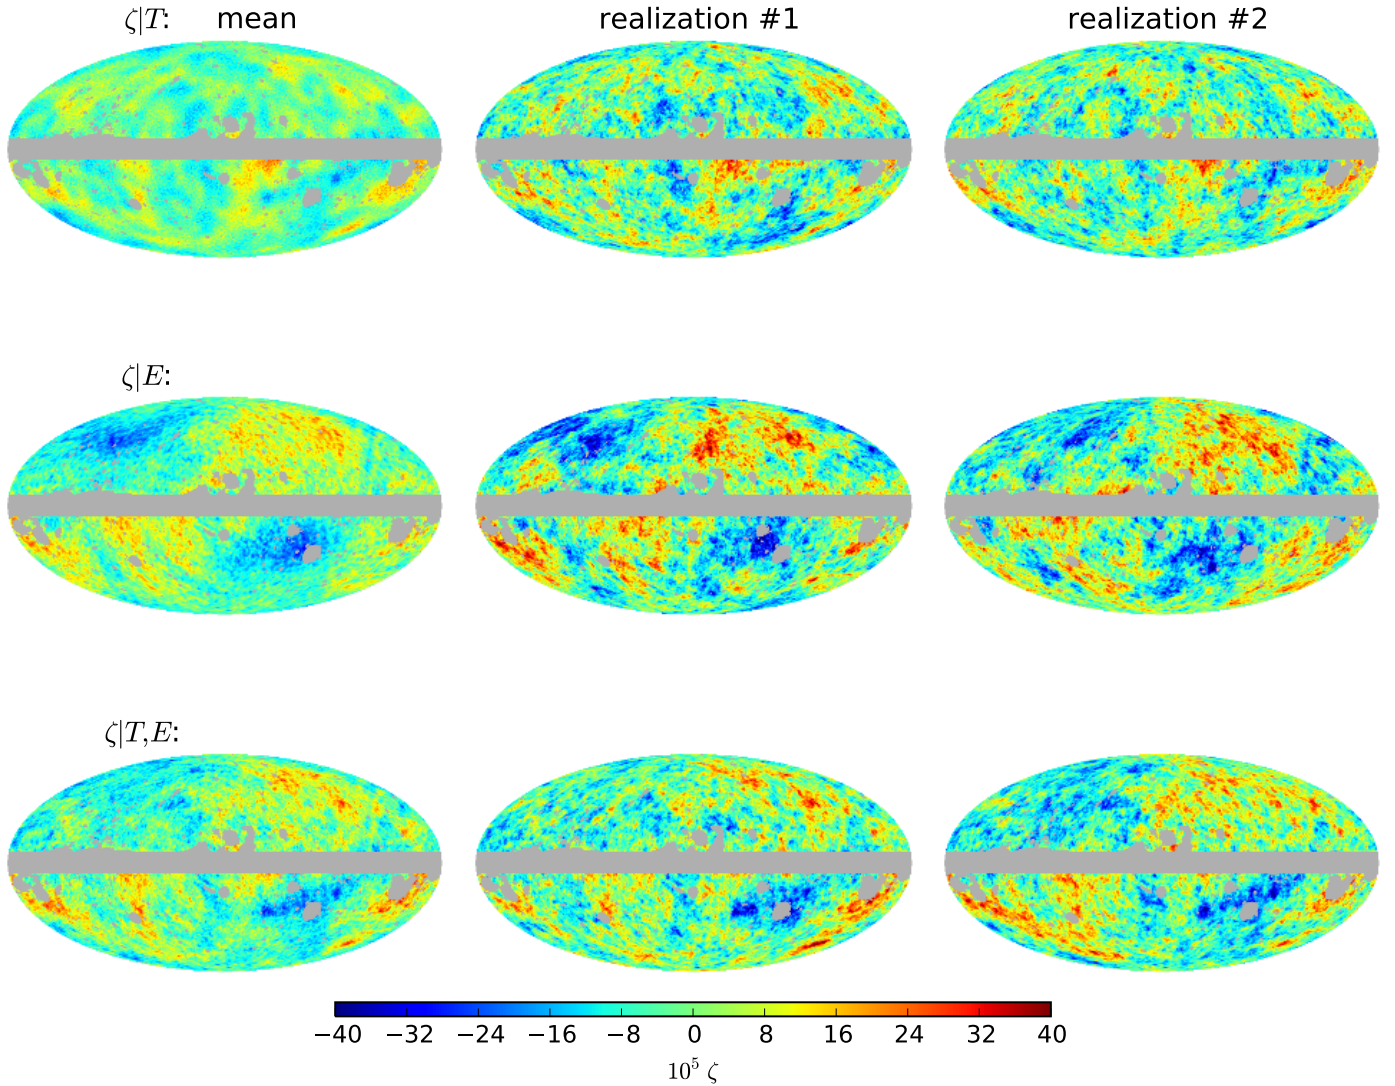 ζ|T: mean realization #1 realization #2
ζ|E:
ζ|T,E:
−40 −32 −24 −16 −8 0 8 16 24 32 40
10⁵ ζ